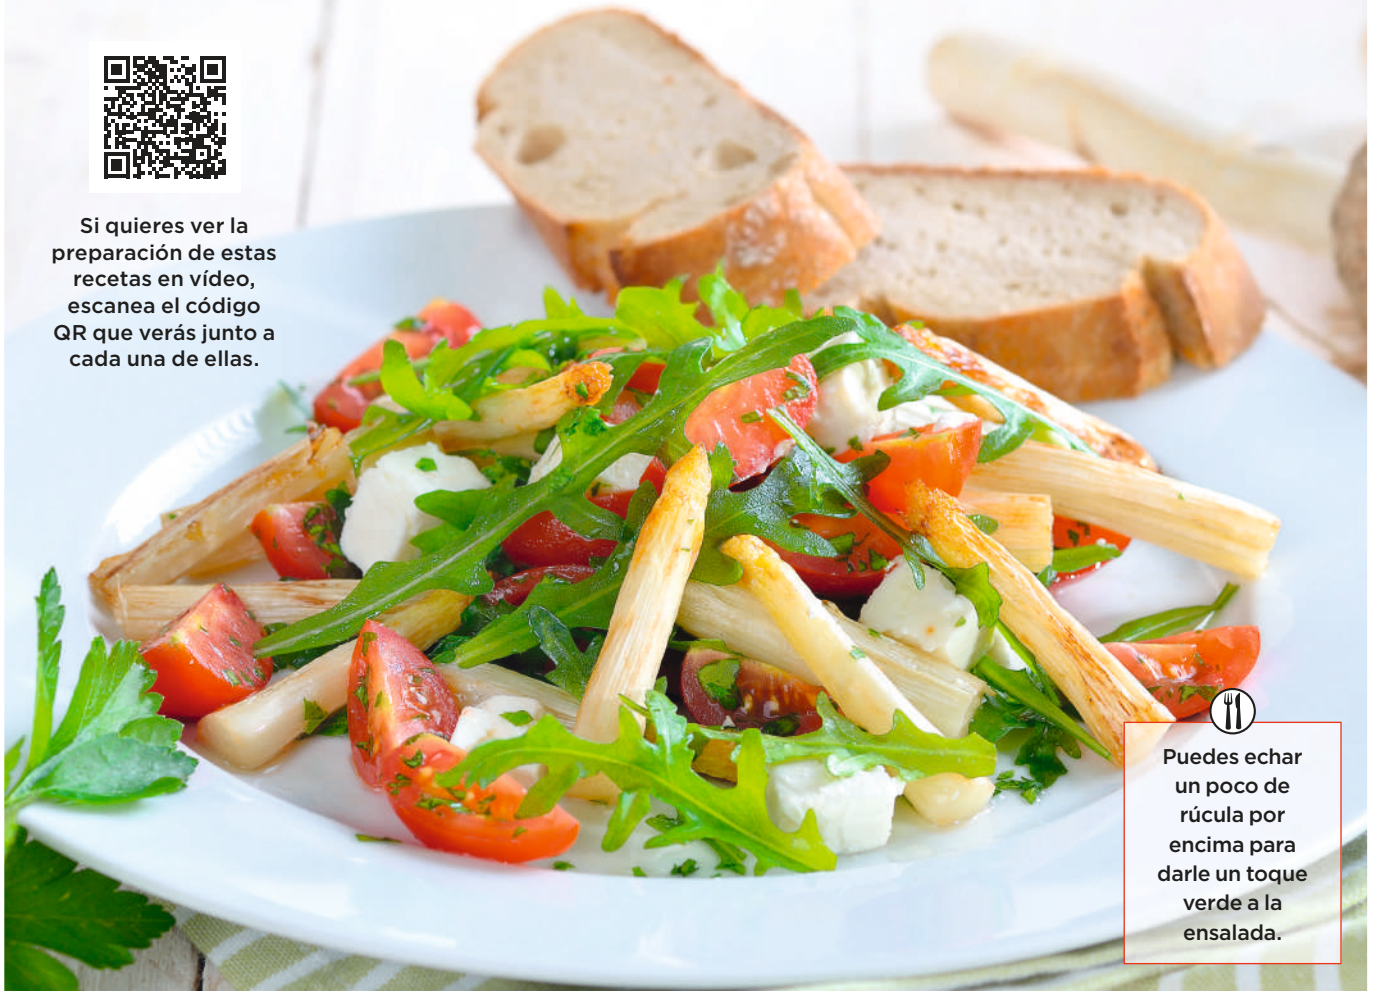 Si quieres ver la
preparación de estas
recetas en vídeo,
escanea el código
QR que verás junto a
cada una de ellas.
Puedes echar
un poco de
rúcula por
encima para
darle un toque
verde a la
ensalada.